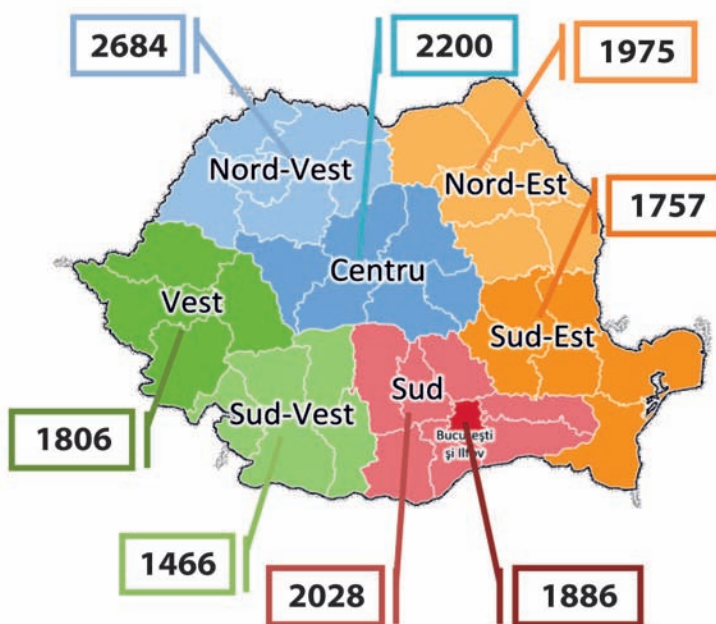 2684
2200
1975
Nord-Vest
Nord-Est
1757
Centru
Vest
Sud-Est
Sud
Sud-Vest
București
și Ilfov
1806
1466
2028
1886